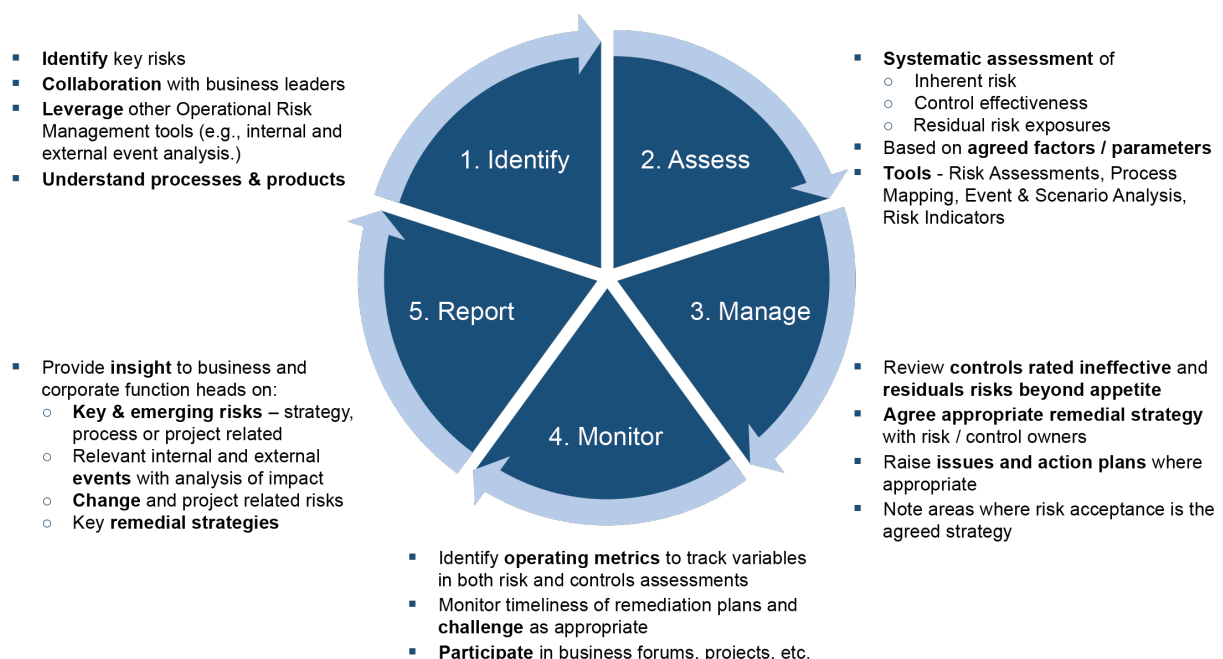 ▪ Identify key risks
▪ Collaboration with business leaders
▪ Leverage other Operational Risk
Management tools (e.g., internal and
external event analysis.)
▪ Understand processes & products
1. Identify
2. Assess
3. Manage
4. Monitor
5. Report
▪ Systematic assessment of
○ Inherent risk
○ Control effectiveness
○ Residual risk exposures
▪ Based on agreed factors / parameters
▪ Tools - Risk Assessments, Process
Mapping, Event & Scenario Analysis,
Risk Indicators
▪ Review controls rated ineffective and
residuals risks beyond appetite
▪ Agree appropriate remedial strategy
with risk / control owners
▪ Raise issues and action plans where
appropriate
▪ Note areas where risk acceptance is the
agreed strategy
▪ Identify operating metrics to track variables
in both risk and controls assessments
▪ Monitor timeliness of remediation plans and
challenge as appropriate
▪ Participate in business forums, projects, etc.
▪ Provide insight to business and
corporate function heads on:
○ Key & emerging risks – strategy,
process or project related
○ Relevant internal and external
events with analysis of impact
○ Change and project related risks
○ Key remedial strategies